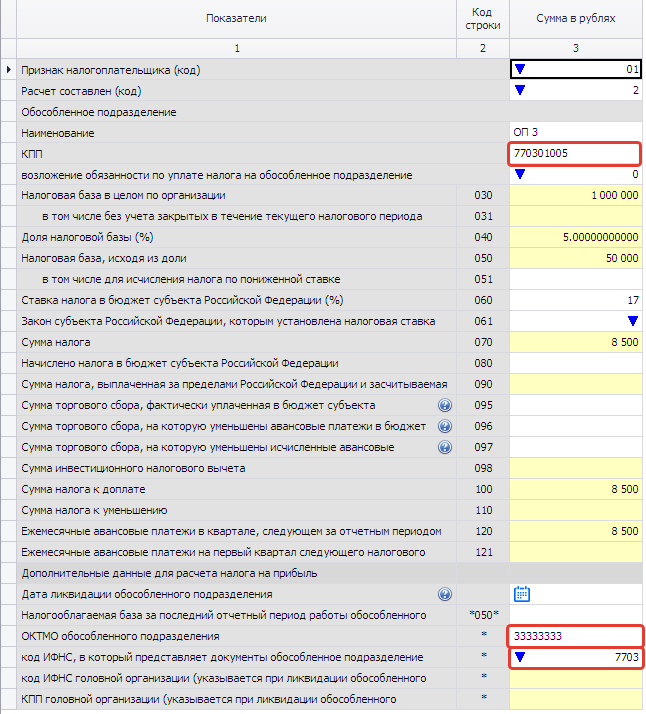 Показатели Код строки Сумма в рублях
1 2 3
Признак налогоплательщика (код) 01
Расчет составлен (код) 2
Обособленное подразделение
Наименование ОП 3
КПП 770301005
возложение обязанности по уплате налога на обособленное подразделение 0
Налоговая база в целом по организации 030 1 000 000
в том числе без учета закрытых в течение текущего налогового периода 031
Доля налоговой базы (%) 040 5.00000000000
Налоговая база, исходя из доли 050 50 000
в том числе для исчисления налога по пониженной ставке 051
Ставка налога в бюджет субъекта Российской Федерации (%) 060 17
Закон субъекта Российской Федерации, которым установлена налоговая ставка 061
Сумма налога 070 8 500
Начислено налога в бюджет субъекта Российской Федерации 080
Сумма налога, выплаченная за пределами Российской Федерации и засчитываемая 090
Сумма торгового сбора, фактически уплаченная в бюджет субъекта 095
Сумма торгового сбора, на которую уменьшены авансовые платежи в бюджет 096
Сумма торгового сбора, на которую уменьшены исчисленные авансовые 097
Сумма инвестиционного налогового вычета 098
Сумма налога к доплате 100 8 500
Сумма налога к уменьшению 110
Ежемесячные авансовые платежи в квартале, следующем за отчетным периодом 120 8 500
Ежемесячные авансовые платежи на первый квартал следующего налогового 121
Дополнительные данные для расчета налога на прибыль
Дата ликвидации обособленного подразделения
Налогооблагаемая база за последний отчетный период работы обособленного *050*
ОКТМО обособленного подразделения * 33333333
код ИФНС, в который представляет документы обособленное подразделение * 7703
код ИФНС головной организации (указывается при ликвидации обособленного *
КПП головной организации (указывается при ликвидации обособленного *